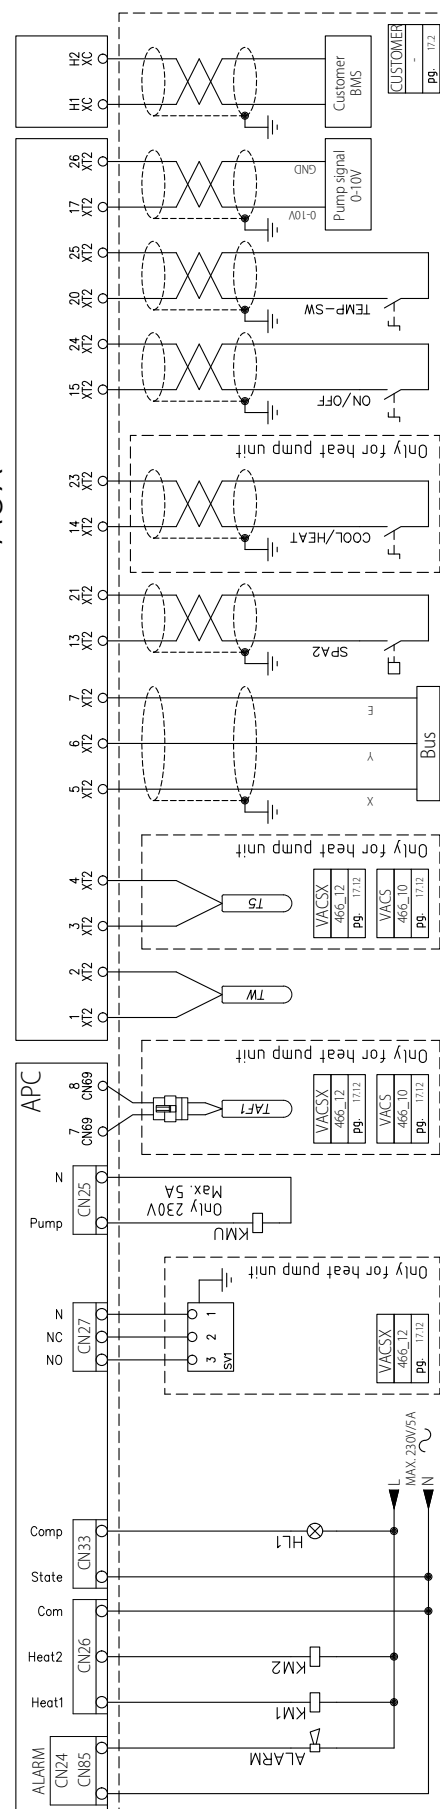 H2
XC
H1
XC
Customer
BMS
CUSTOMER
-
pg. 17.2
26
XT2
17
XT2
GND
0-10V
Pump signal
0-10V
25
XT2
20
XT2
TEMP-SW
24
XT2
15
XT2
ON/OFF
Only for heat pump unit
23
XT2
14
XT2
COOL/HEAT
21
XT2
13
XT2
SPA2
7
XT2
6
XT2
5
XT2
E
Y
X
Bus
Only for heat pump unit
4
XT2
3
XT2
T5
VACSX
466_12
pg. 17.12
VACS
466_10
pg. 17.12
2
XT2
1
XT2
TW
APC
8
CN69
7
CN69
TAF1
Only for heat pump unit
VACSX
466_12
pg. 17.12
VACS
466_10
pg. 17.12
N
Pump
CN25
Only 230V
Max. 5A
KMU
Only for heat pump unit
N
NC
NO
CN27
1
2
3
SV1
VACSX
466_12
pg. 17.12
MAX. 230V/5A
L
N
Comp
State
CN33
HL1
Com
Heat2
Heat1
CN26
KM2
KM1
ALARM
CN24
CN85
ALARM